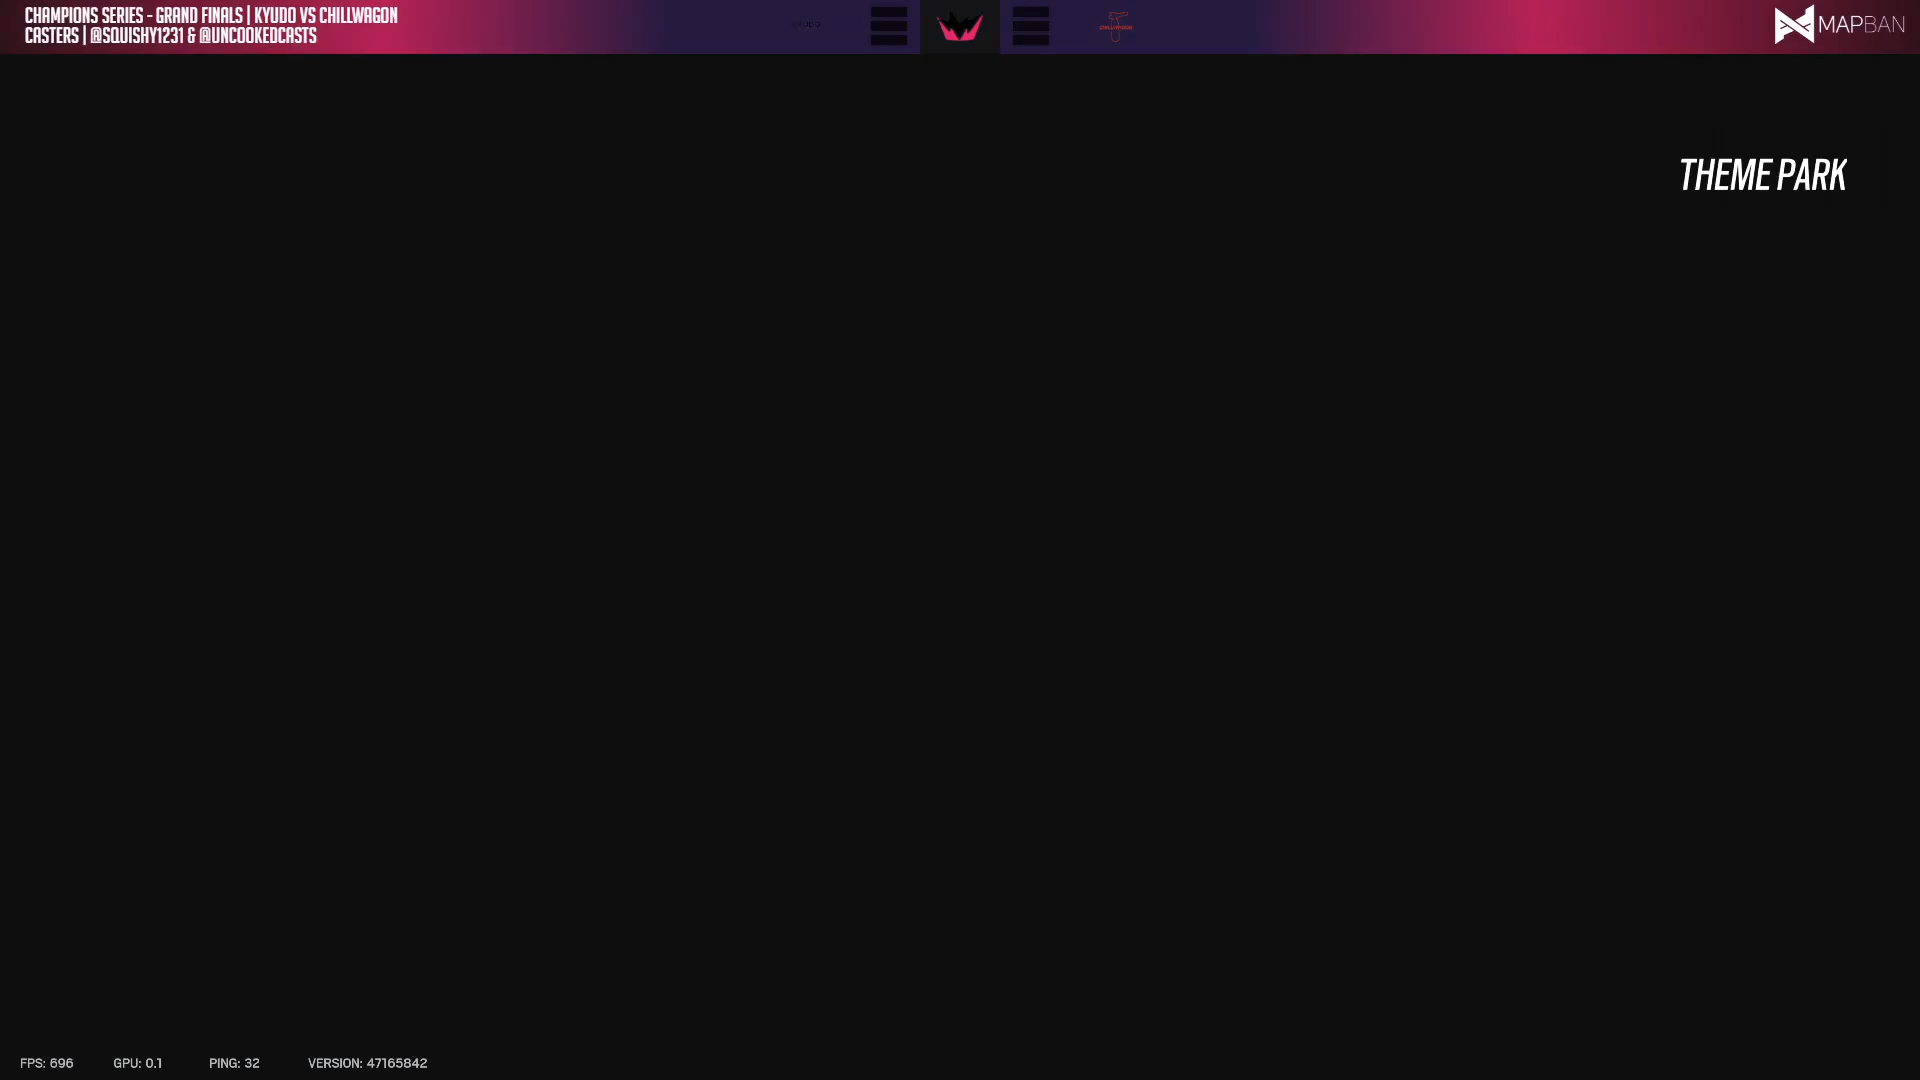 CHAMPIONS SERIES - GRAND FINALS | KYUDO VS CHILLWAGON
CASTERS | @SQUISHY1231 & @UNCOOKEDCASTS
MAPBAN
THEME PARK
FPS: 696 GPU: 0.1 PING: 32 VERSION: 47165842